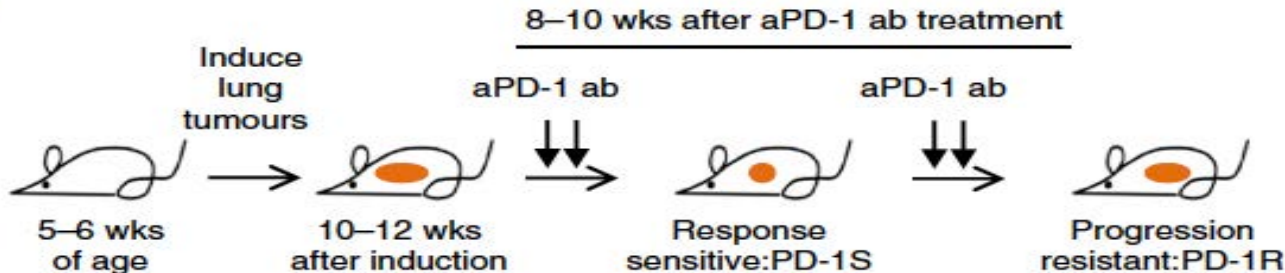 8–10 wks after aPD-1 ab treatment
Induce
lung
tumours
aPD-1 ab
aPD-1 ab
5–6 wks
of age
10–12 wks
after induction
Response
sensitive:PD-1S
Progression
resistant:PD-1R